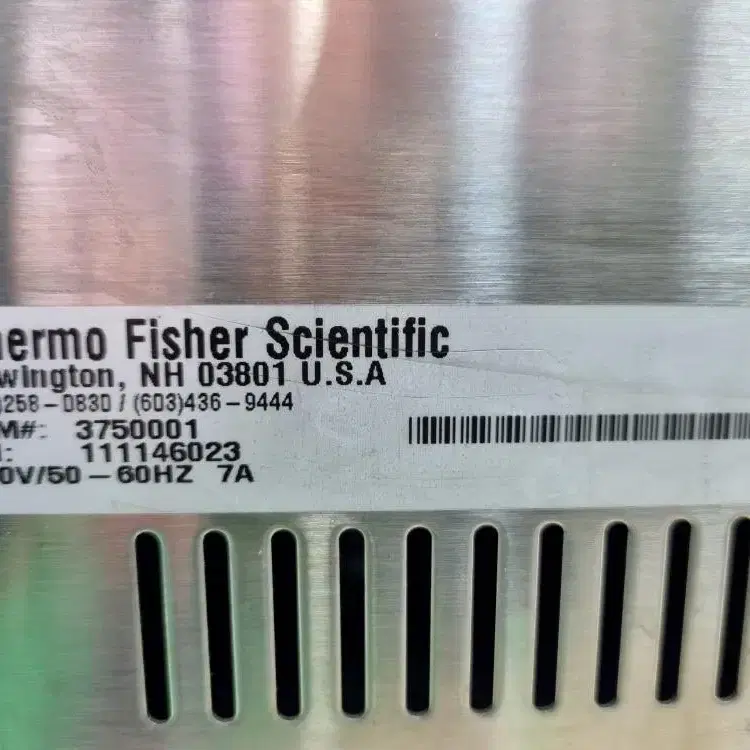 hermo Fisher Scientific
wington, NH 03801 U.S.A
)258-0830 / (603)436-9444
M#: 3750001
: 111146023
0V/50-60HZ 7A